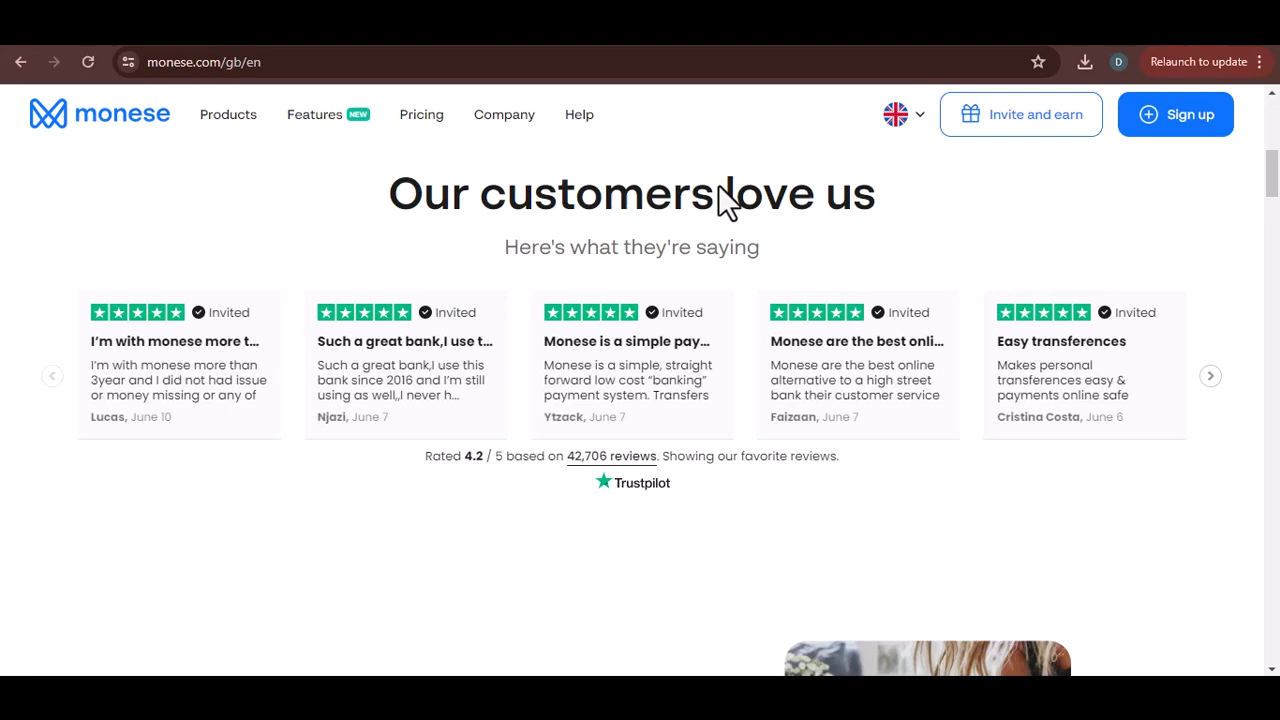 monese.com/gb/en
D
Relaunch to update
monese
Products
Features NEW
Pricing
Company
Help
Invite and earn
Sign up
Our customers love us
Here's what they're saying
Invited
I'm with monese more t...
I'm with monese more than
3year and I did not had issue
or money missing or any of
Lucas, June 10
Invited
Such a great bank,I use t...
Such a great bank,I use this
bank since 2016 and I'm still
using as well,,I never h...
Njazi, June 7
Invited
Monese is a simple pay...
Monese is a simple, straight
forward low cost “banking”
payment system. Transfers
Ytzack, June 7
Invited
Monese are the best onli...
Monese are the best online
alternative to a high street
bank their customer service
Faizaan, June 7
Invited
Easy transferences
Makes personal
transferences easy &
payments online safe
Cristina Costa, June 6
Rated 4.2 / 5 based on 42,706 reviews. Showing our favorite reviews.
Trustpilot